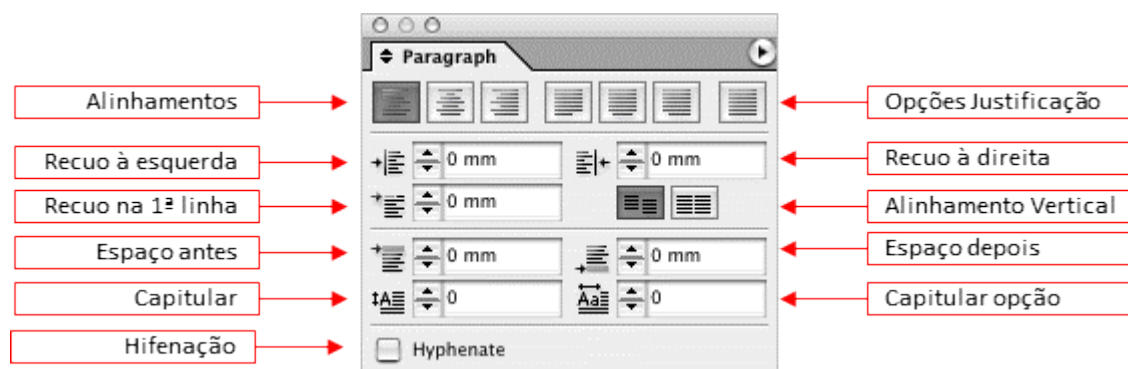 Paragraph
Alinhamentos
Opções Justificação
Recuo à esquerda
0 mm
0 mm
Recuo à direita
Recuo na 1ª linha
0 mm
Alinhamento Vertical
Espaço antes
0 mm
0 mm
Espaço depois
Capitular
A
0
Aa
0
Capitular opção
Hifenação
Hyphenate